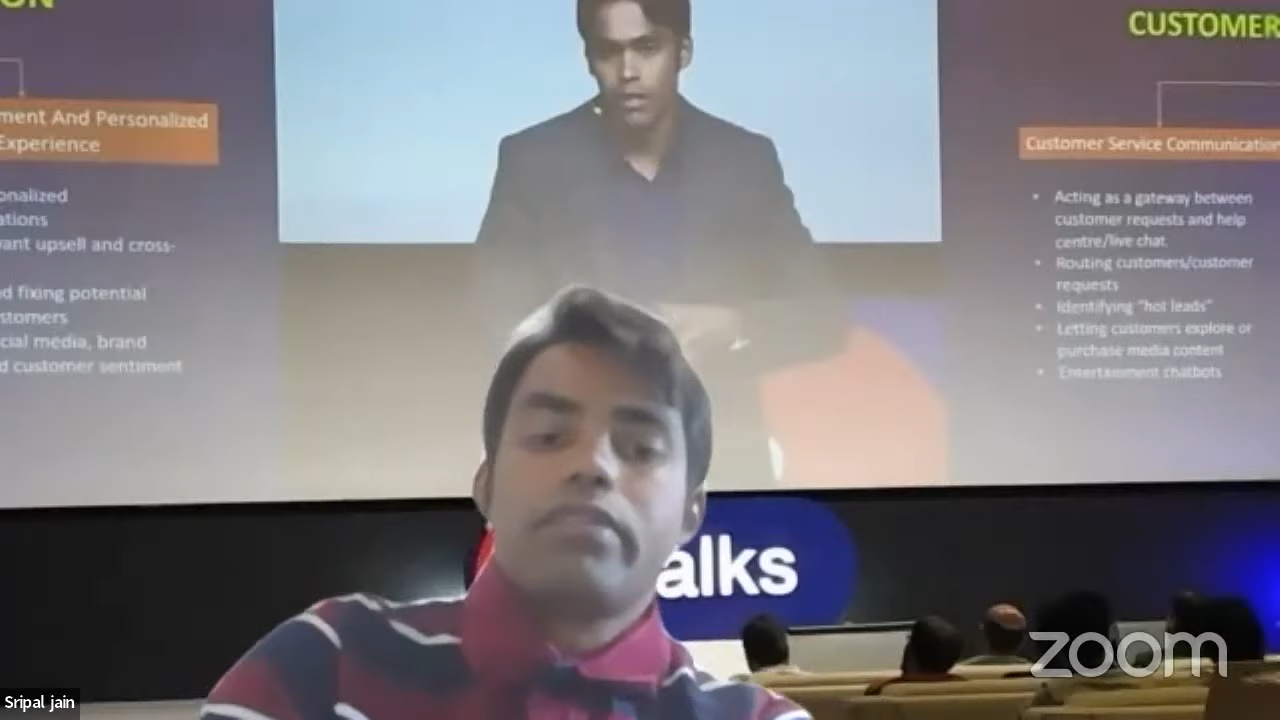 ON
ment And Personalized
Experience
onalized
ations
vant upsell and cross-
d fixing potential
stomers
cial media, brand
d customer sentiment
CUSTOMER
Customer Service Communication
Acting as a gateway between
customer requests and help
centre/live chat
Routing customers/customer
requests
Identifying "hot leads"
Letting customers explore or
purchase media content
Entertainment chatbots
alks
zoom
Sripal jain